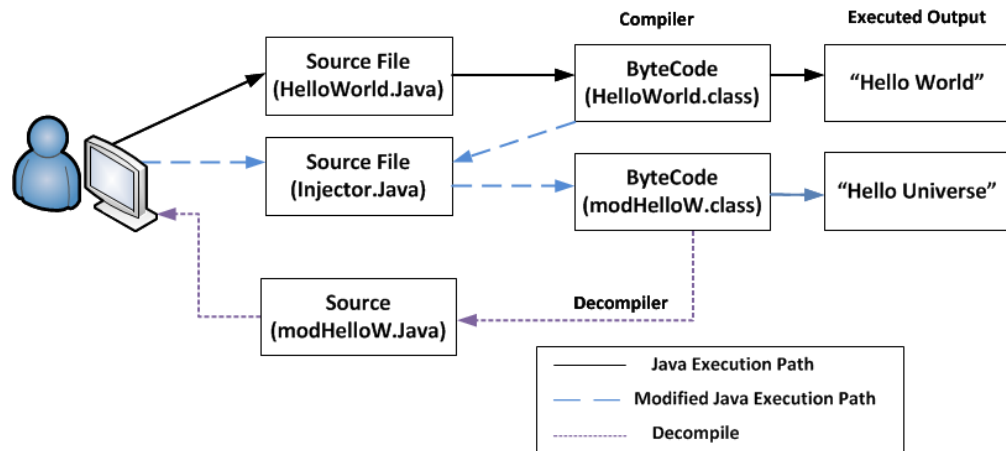 Compiler
Executed Output
Source File
(HelloWorld.Java)
ByteCode
(HelloWorld.class)
“Hello World”
Source File
(Injector.Java)
ByteCode
(modHelloW.class)
“Hello Universe”
Source
(modHelloW.Java)
Decompiler
Java Execution Path
Modified Java Execution Path
Decompile